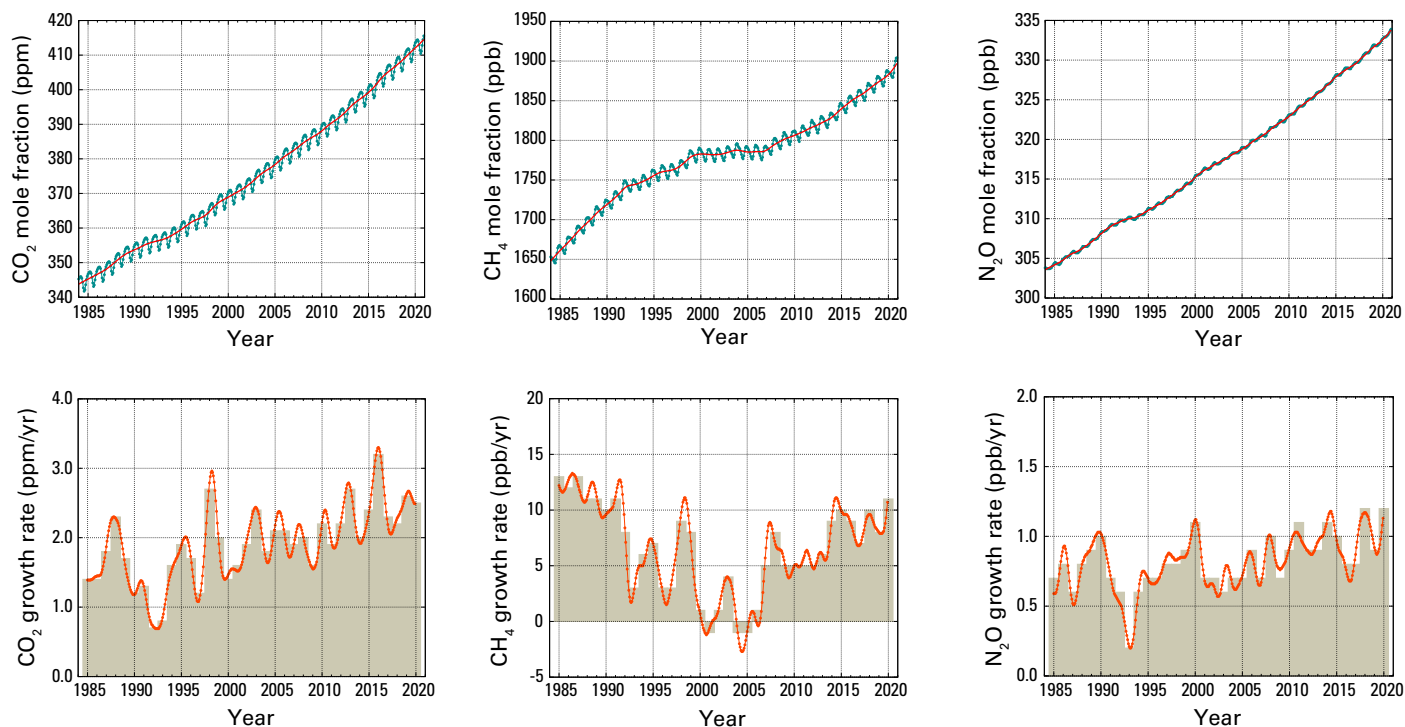 CO2 mole fraction (ppm)
420
410
400
390
380
370
360
350
340
1985 1990 1995 2000 2005 2010 2015 2020
Year
CH4 mole fraction (ppb)
1950
1900
1850
1800
1750
1700
1650
1600
1985 1990 1995 2000 2005 2010 2015 2020
Year
N2O mole fraction (ppb)
335
330
325
320
315
310
305
300
1985 1990 1995 2000 2005 2010 2015 2020
Year
CO2 growth rate (ppm/yr)
4.0
3.0
2.0
1.0
0.0
1985 1990 1995 2000 2005 2010 2015 2020
Year
CH4 growth rate (ppb/yr)
20
15
10
5
0
-5
1985 1990 1995 2000 2005 2010 2015 2020
Year
N2O growth rate (ppb/yr)
2.0
1.5
1.0
0.5
0.0
1985 1990 1995 2000 2005 2010 2015 2020
Year